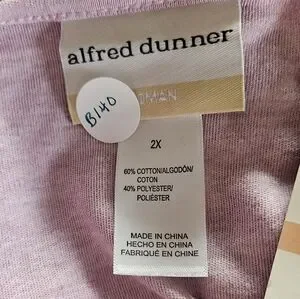 alfred dunner
B140
2X
60% COTTON/ALGODÓN/
COTON
40% POLYESTER/
POLIÉSTER
MADE IN CHINA
HECHO EN CHINA
FABRIQUÉ EN CHINE